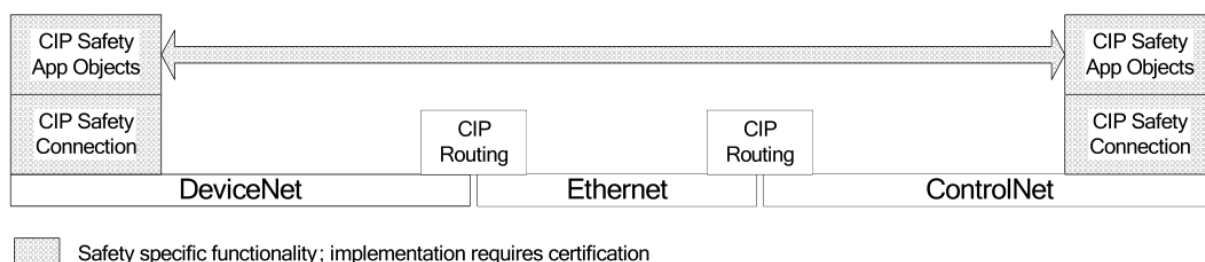 CIP Safety
App Objects
CIP Safety
App Objects
CIP Safety
Connection
CIP
Routing
CIP
Routing
CIP Safety
Connection
DeviceNet
Ethernet
ControlNet
Safety specific functionality; implementation requires certification